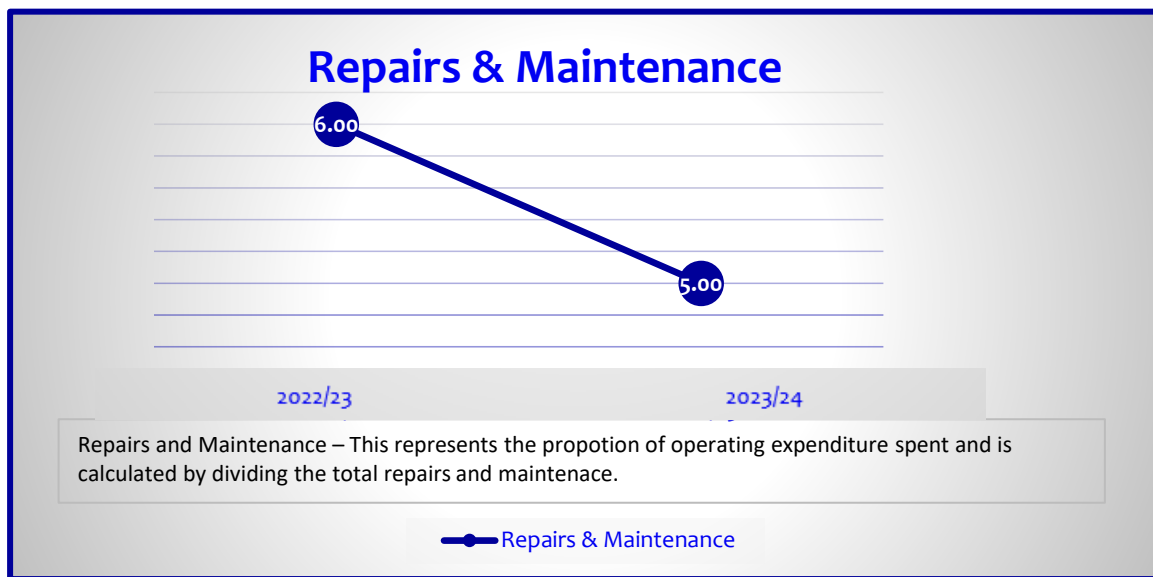 Repairs & Maintenance
6.00
5.00
2022/23
2023/24
Repairs and Maintenance – This represents the propotion of operating expenditure spent and is
calculated by dividing the total repairs and maintenace.
Repairs & Maintenance